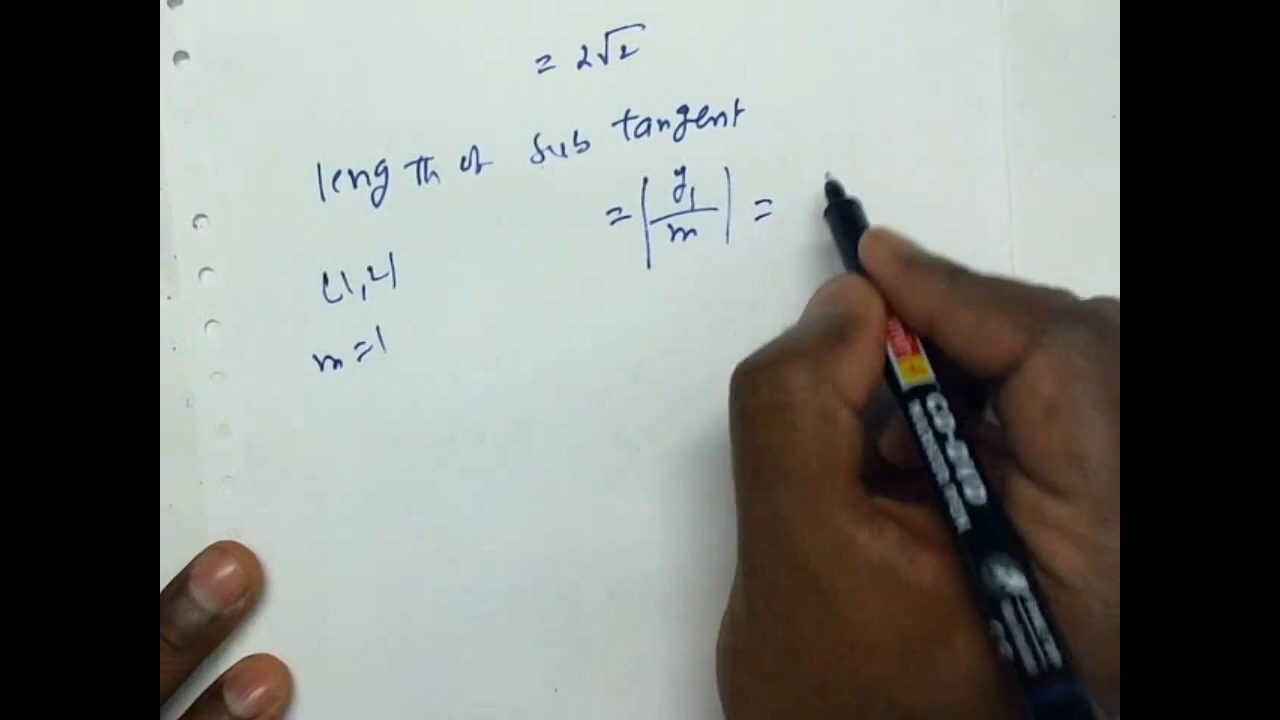 = 2√2
length of sub tangent
= |y₁/m| =
(1,2)
m=1